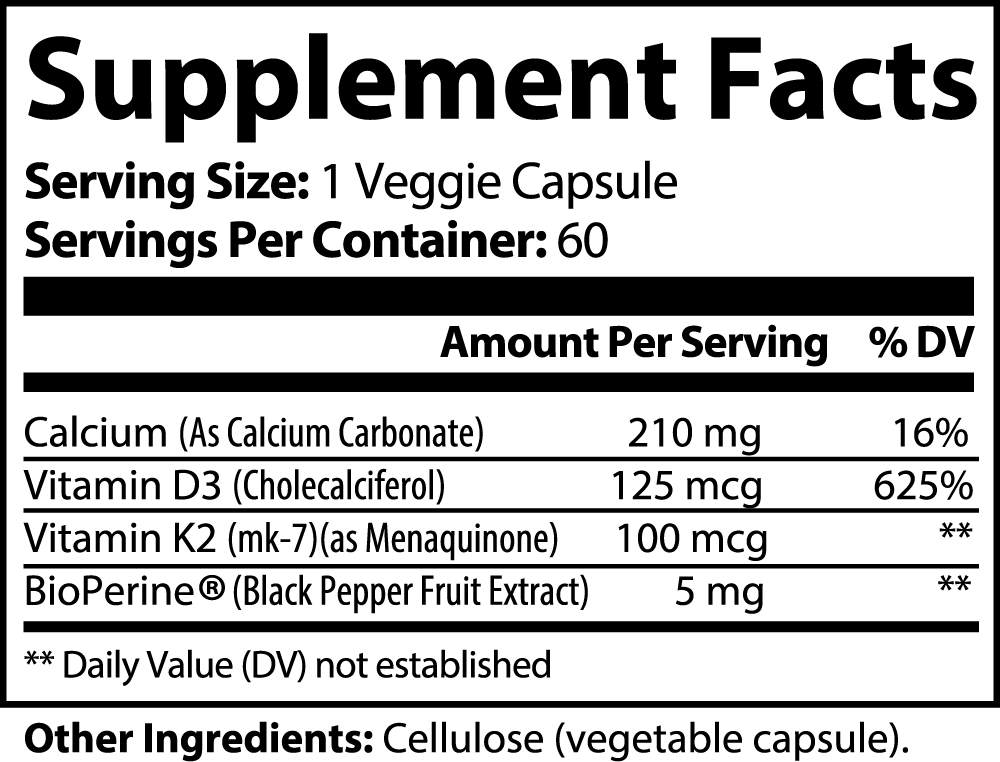 Supplement Facts
Serving Size: 1 Veggie Capsule
Servings Per Container: 60
Amount Per Serving % DV
Calcium (As Calcium Carbonate) 210 mg 16%
Vitamin D3 (Cholecalciferol) 125 mcg 625%
Vitamin K2 (mk-7)(as Menaquinone) 100 mcg **
BioPerine® (Black Pepper Fruit Extract) 5 mg **
** Daily Value (DV) not established
Other Ingredients: Cellulose (vegetable capsule).